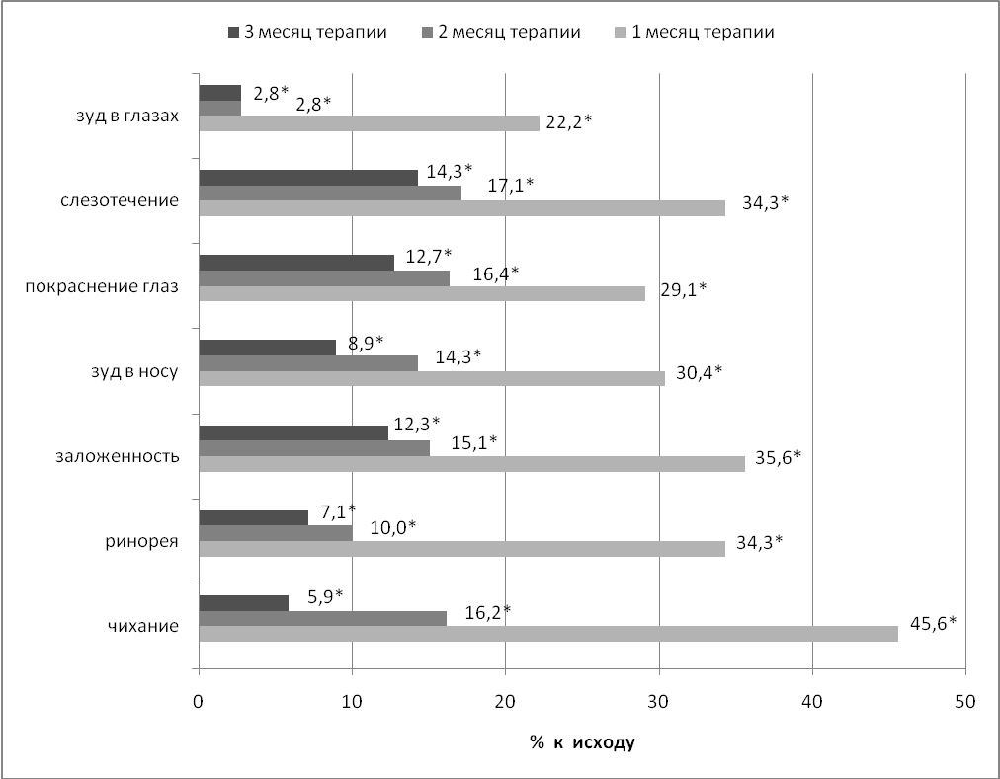 3 месяц терапии 2 месяц терапии 1 месяц терапии
зуд в глазах
2,8*
2,8*
22,2*
слезотечение
14,3*
17,1*
34,3*
покраснение глаз
12,7*
16,4*
29,1*
зуд в носу
8,9*
14,3*
30,4*
заложенность
12,3*
15,1*
35,6*
ринорея
7,1*
10,0*
34,3*
чихание
5,9*
16,2*
45,6*
0 10 20 30 40 50
% к исходу